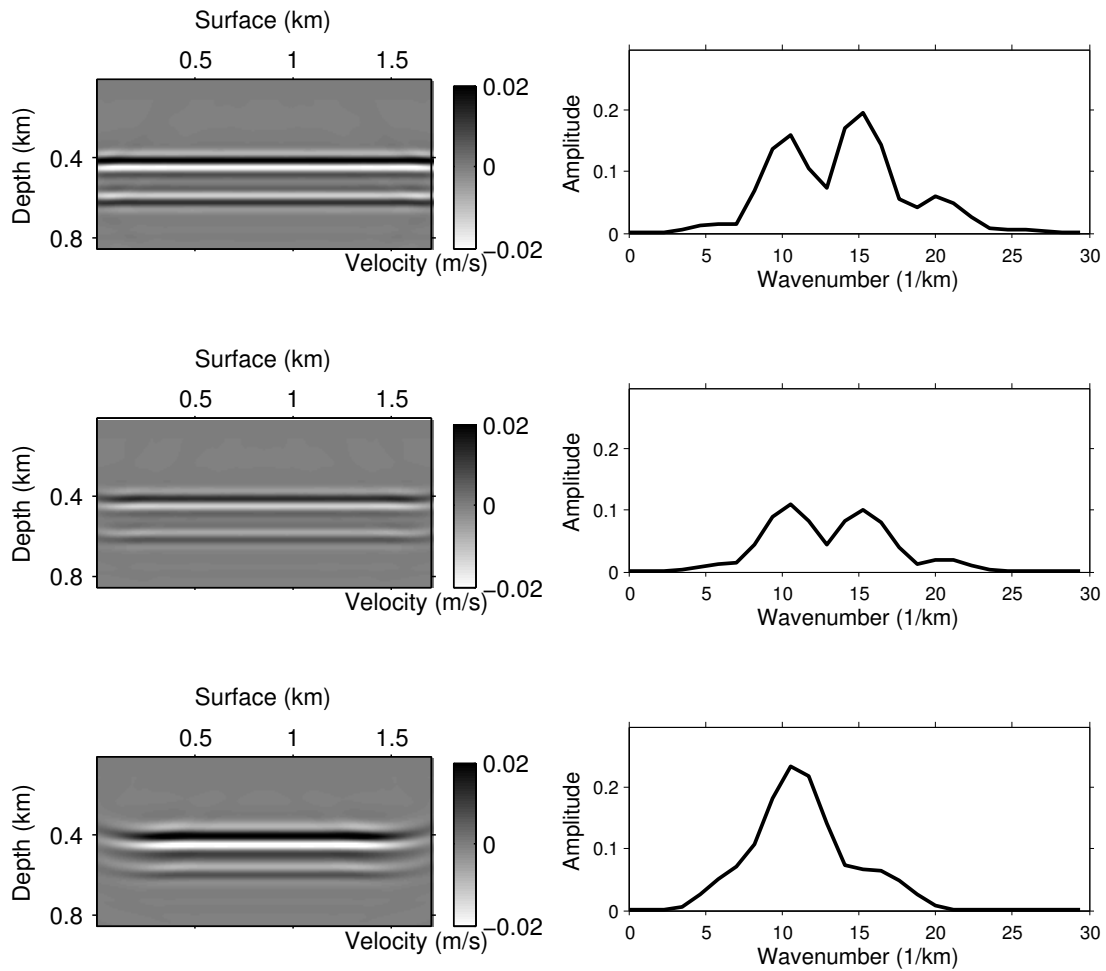 Surface (km)
0.5 1 1.5
Depth (km)
0.4
0.8
0.02
0
−0.02
Velocity (m/s)
Amplitude
0.2
0.1
0
0 5 10 15 20 25 30
Wavenumber (1/km)
Surface (km)
0.5 1 1.5
Depth (km)
0.4
0.8
0.02
0
−0.02
Velocity (m/s)
Amplitude
0.2
0.1
0
0 5 10 15 20 25 30
Wavenumber (1/km)
Surface (km)
0.5 1 1.5
Depth (km)
0.4
0.8
0.02
0
−0.02
Velocity (m/s)
Amplitude
0.2
0.1
0
0 5 10 15 20 25 30
Wavenumber (1/km)